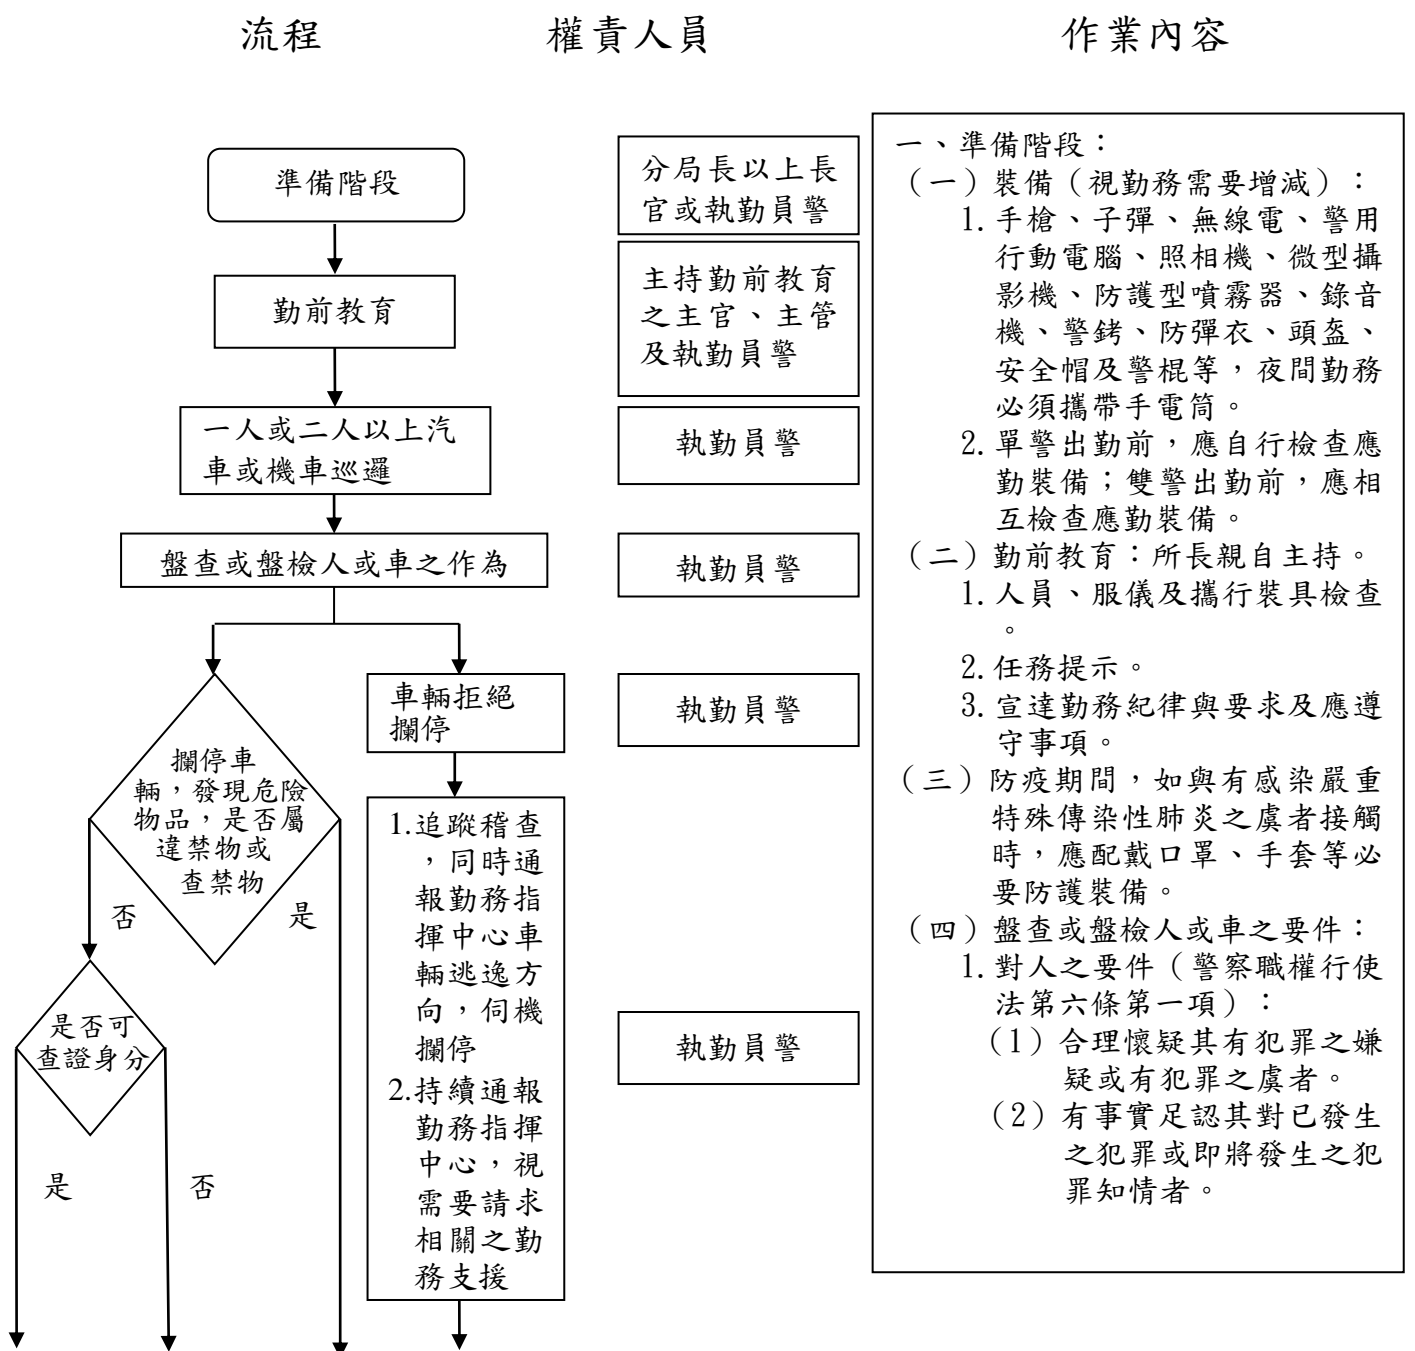 流程
權責人員
作業內容
準備階段
勤前教育
一人或二人以上汽
車或機車巡邏
盤查或盤檢人或車之作為
攔停車
輛，發現危險
物品，是否屬
違禁物或
查禁物
否
是
是否可
查證身分
是
否
車輛拒絕
攔停
1.追蹤稽查
，同時通
報勤務指
揮中心車
輛逃逸方
向，伺機
攔停
2.持續通報
勤務指揮
中心，視
需要請求
相關之勤
務支援
分局長以上長
官或執勤員警
主持勤前教育
之主官、主管
及執勤員警
執勤員警
執勤員警
執勤員警
執勤員警
一、準備階段：
（一）裝備（視勤務需要增減）：
1.手槍、子彈、無線電、警用
行動電腦、照相機、微型攝
影機、防護型噴霧器、錄音
機、警銬、防彈衣、頭盔、
安全帽及警棍等，夜間勤務
必須攜帶手電筒。
2.單警出勤前，應自行檢查應
勤裝備；雙警出勤前，應相
互檢查應勤裝備。
（二）勤前教育：所長親自主持。
1.人員、服儀及攜行裝具檢查
。
2.任務提示。
3.宣達勤務紀律與要求及應遵
守事項。
（三）防疫期間，如與有感染嚴重
特殊傳染性肺炎之虞者接觸
時，應配戴口罩、手套等必
要防護裝備。
（四）盤查或盤檢人或車之要件：
1.對人之要件（警察職權行使
法第六條第一項）：
（1）合理懷疑其有犯罪之嫌
疑或有犯罪之虞者。
（2）有事實足認其對已發生
之犯罪或即將發生之犯
罪知情者。